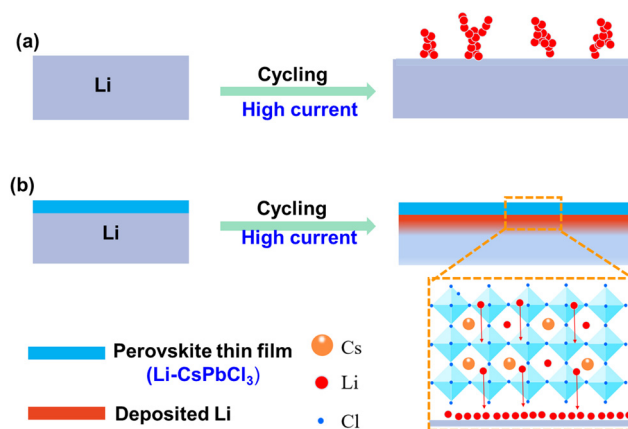 (a)
Li
Cycling
High current
(b)
Li
Cycling
High current
Perovskite thin film
(Li-CsPbCl₃)
Deposited Li
Cs
Li
Cl